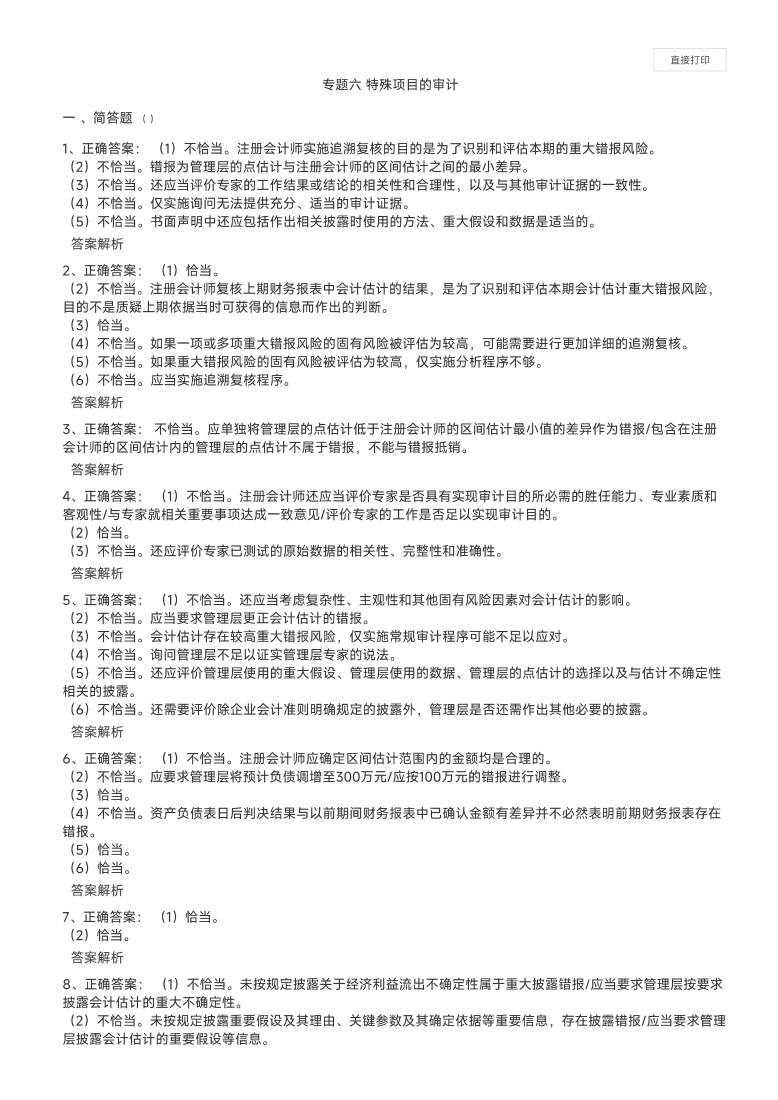 直接打印
专题六 特殊项目的审计
一 、简答题 （ ）
1、正确答案： （1）不恰当。注册会计师实施追溯复核的目的是为了识别和评估本期的重大错报风险。
（2）不恰当。错报为管理层的点估计与注册会计师的区间估计之间的最小差异。
（3）不恰当。还应当评价专家的工作结果或结论的相关性和合理性，以及与其他审计证据的一致性。
（4）不恰当。仅实施询问无法提供充分、适当的审计证据。
（5）不恰当。书面声明中还应包括作出相关披露时使用的方法、重大假设和数据是适当的。
答案解析
2、正确答案： （1）恰当。
（2）不恰当。注册会计师复核上期财务报表中会计估计的结果，是为了识别和评估本期会计估计重大错报风险，
目的不是质疑上期依据当时可获得的信息而作出的判断。
（3）恰当。
（4）不恰当。如果一项或多项重大错报风险的固有风险被评估为较高，可能需要进行更加详细的追溯复核。
（5）不恰当。如果重大错报风险的固有风险被评估为较高，仅实施分析程序不够。
（6）不恰当。应当实施追溯复核程序。
答案解析
3、正确答案： 不恰当。应单独将管理层的点估计低于注册会计师的区间估计最小值的差异作为错报/包含在注册
会计师的区间估计内的管理层的点估计不属于错报，不能与错报抵销。
答案解析
4、正确答案： （1）不恰当。注册会计师还应当评价专家是否具有实现审计目的所必需的胜任能力、专业素质和
客观性/与专家就相关重要事项达成一致意见/评价专家的工作是否足以实现审计目的。
（2）恰当。
（3）不恰当。还应评价专家已测试的原始数据的相关性、完整性和准确性。
答案解析
5、正确答案： （1）不恰当。还应当考虑复杂性、主观性和其他固有风险因素对会计估计的影响。
（2）不恰当。应当要求管理层更正会计估计的错报。
（3）不恰当。会计估计存在较高重大错报风险，仅实施常规审计程序可能不足以应对。
（4）不恰当。询问管理层不足以证实管理层专家的说法。
（5）不恰当。还应评价管理层使用的重大假设、管理层使用的数据、管理层的点估计的选择以及与估计不确定性
相关的披露。
（6）不恰当。还需要评价除企业会计准则明确规定的披露外，管理层是否还需作出其他必要的披露。
答案解析
6、正确答案： （1）不恰当。注册会计师应确定区间估计范围内的金额均是合理的。
（2）不恰当。应要求管理层将预计负债调增至300万元/应按100万元的错报进行调整。
（3）恰当。
（4）不恰当。资产负债表日后判决结果与以前期间财务报表中已确认金额有差异并不必然表明前期财务报表存在
错报。
（5）恰当。
（6）恰当。
答案解析
7、正确答案： （1）恰当。
（2）恰当。
答案解析
8、正确答案： （1）不恰当。未按规定披露关于经济利益流出不确定性属于重大披露错报/应当要求管理层按要求
披露会计估计的重大不确定性。
（2）不恰当。未按规定披露重要假设及其理由、关键参数及其确定依据等重要信息，存在披露错报/应当要求管理
层披露会计估计的重要假设等信息。